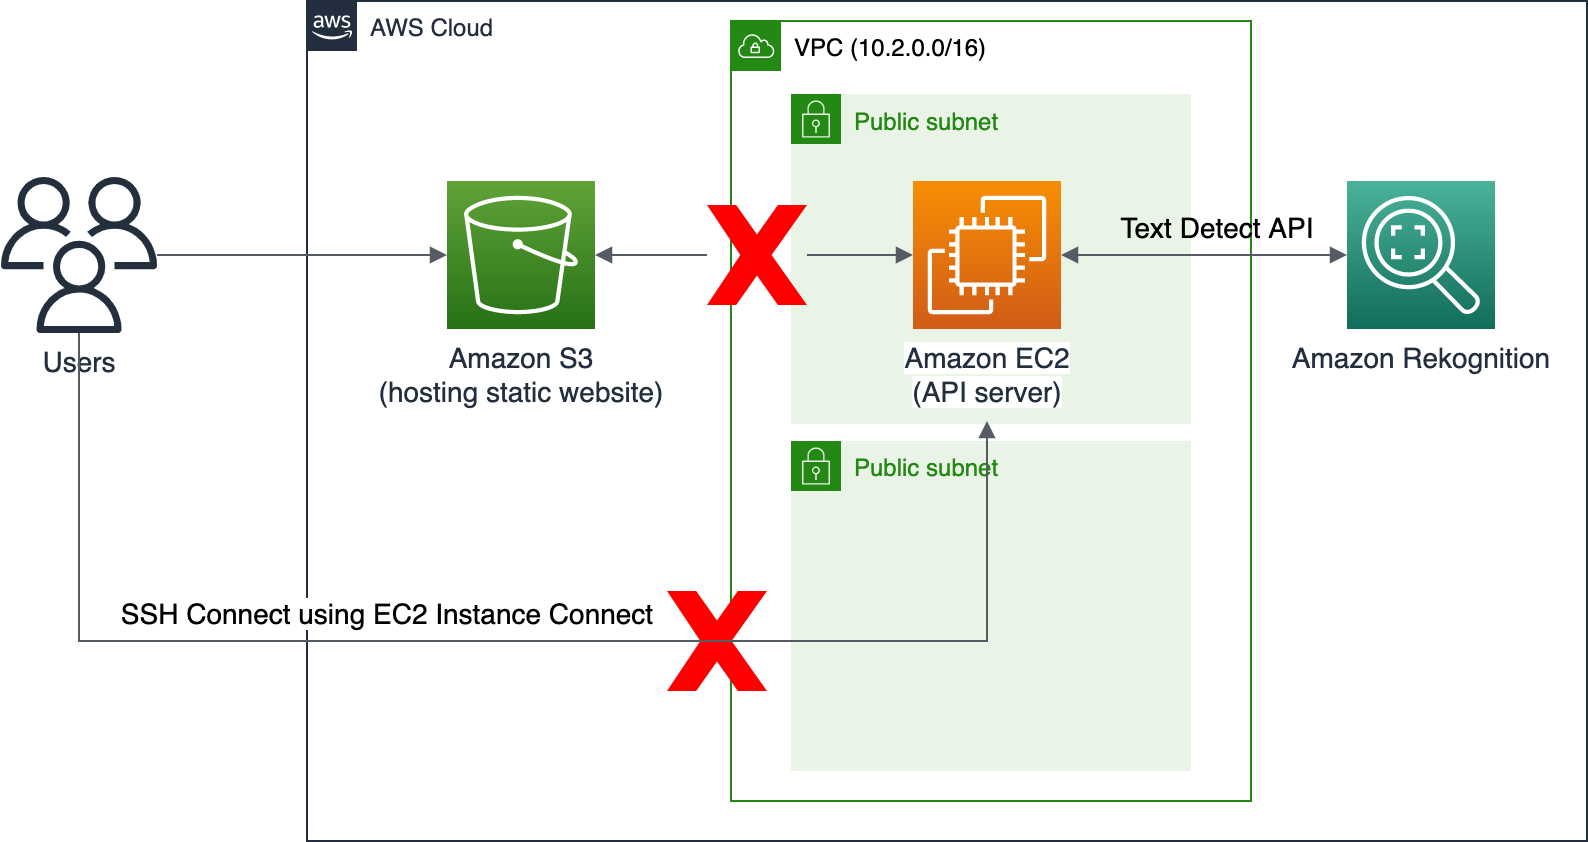 aws
AWS Cloud
VPC (10.2.0.0/16)
Public subnet
Text Detect API
Users
Amazon S3
(hosting static website)
Amazon EC2
(API server)
Amazon Rekognition
Public subnet
SSH Connect using EC2 Instance Connect